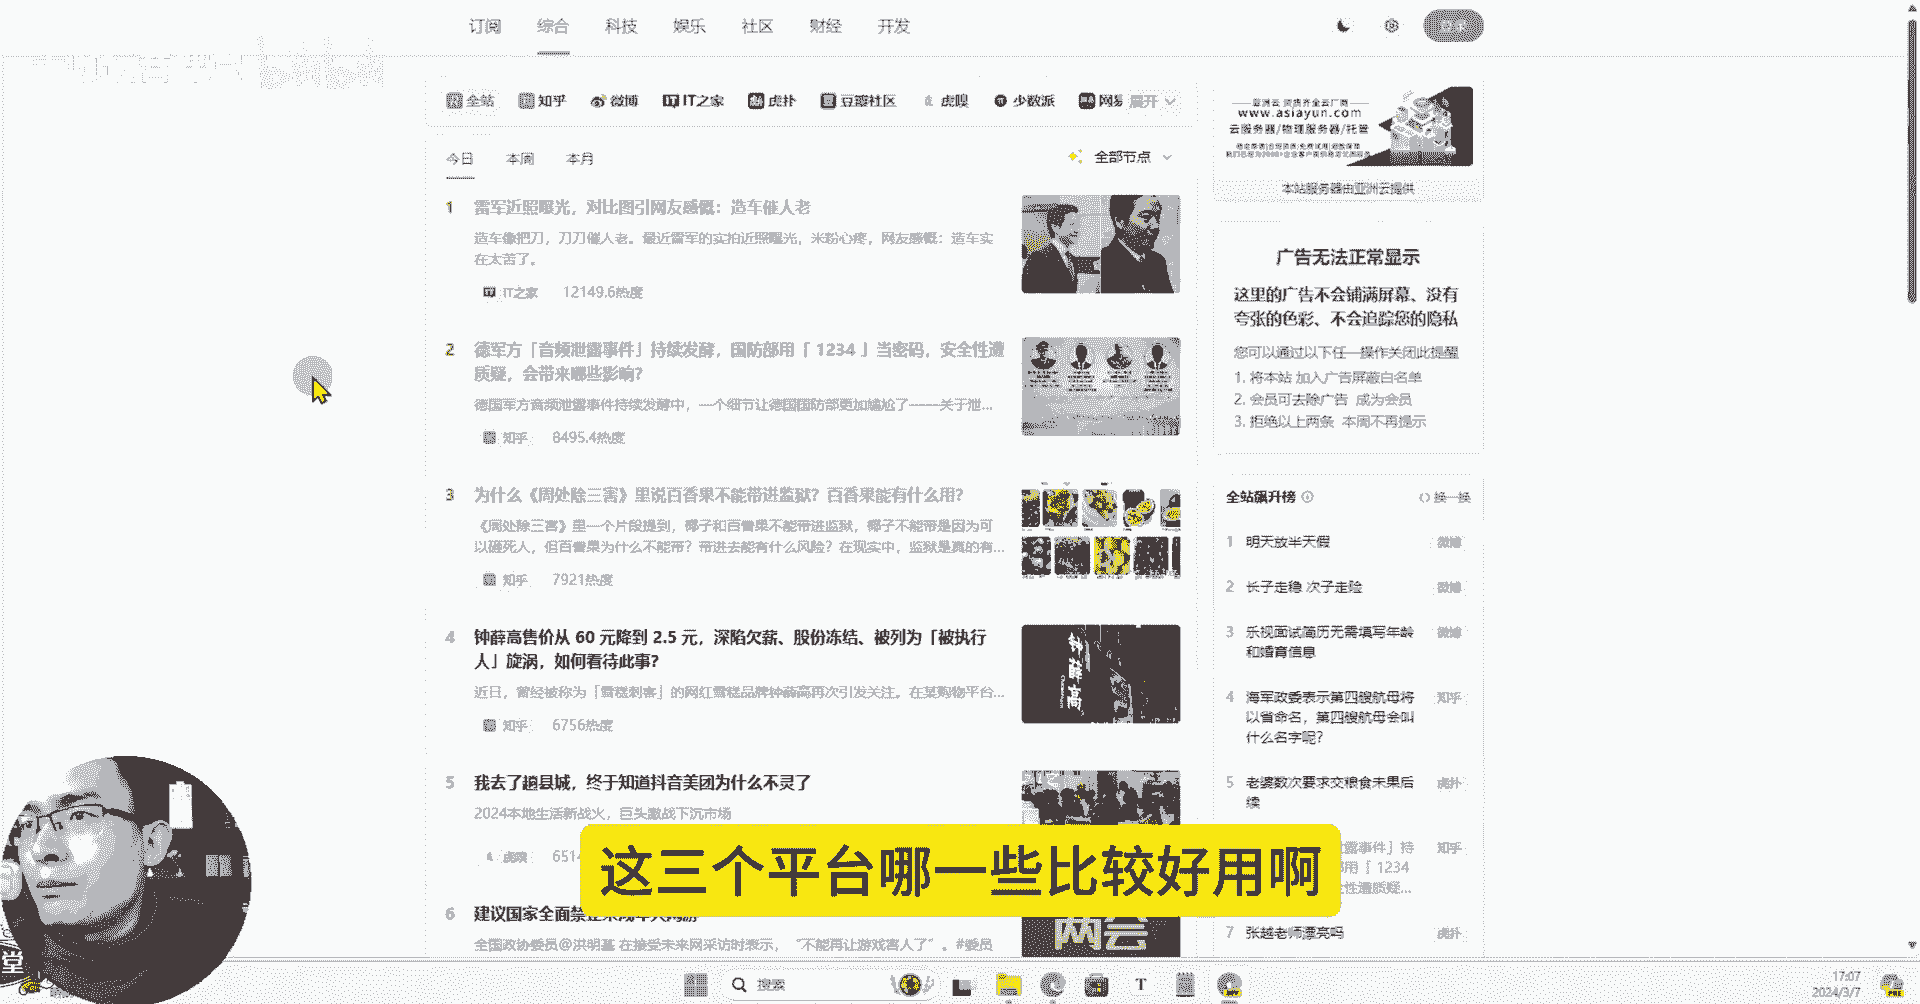 订阅 综合 科技 娱乐 社区 财经 开发
全站 知乎 微博 IT之家 虎扑 豆瓣社区 虎嗅 少数派 网易 展开
今日 本周 本月 全部节点
1 雷军近照曝光，对比图引网友感慨：造车催人老
造车像把刀，刀刀催人老。最近雷军的实拍近照曝光，米粉心疼，网友感慨：造车实
在太苦了。
IT之家 12149.6热度
2 德军方「音频泄露事件」持续发酵，国防部用「 1234 」当密码，安全性遭
质疑，会带来哪些影响？
德国军方音频泄露事件持续发酵中，一个细节让德国国防部更加尴尬了——关于泄...
知乎 8495.4热度
3 为什么《周处除三害》里说百香果不能带进监狱？百香果能有什么用？
《周处除三害》里一个片段提到，椰子和百香果不能带进监狱，椰子不能带是因为可
以砸死人，但百香果为什么不能带？带进去能有什么风险？在现实中，监狱是真的有...
知乎 7921热度
4 钟薛高售价从 60 元降到 2.5 元，深陷欠薪、股份冻结、被列为「被执行
人」旋涡，如何看待此事？
近日，曾经被称为「雪糕刺客」的网红雪糕品牌钟薛高再次引发关注。在某购物平台...
知乎 6756热度
钟薛高
5 我去了趟县城，终于知道抖音美团为什么不灵了
2024本地生活新战火，巨头激战下沉市场
虎嗅 651
6 建议国家全面禁
全国政协委员@洪明基 在接受未来网采访时表示，“不能再让游戏害人了”。#委员
两会
www.asiayun.com
云服务器/物理服务器/托管
本站服务器由亚洲云提供
广告无法正常显示
这里的广告不会铺满屏幕、没有
夸张的色彩、不会追踪您的隐私
您可以通过以下任一操作关闭此提醒
1. 将本站 加入广告屏蔽白名单
2. 会员可去除广告 成为会员
3. 拒绝以上两条 本周不再提示
全站飙升榜 换一换
1 明天放半天假 微博
2 长子走稳 次子走险 微博
3 乐视面试简历无需填写年龄 微博
和婚育信息
4 海军政委表示第四艘航母将 知乎
以省命名，第四艘航母会叫
什么名字呢？
5 老婆数次要求交粮食未果后 虎扑
续
露事件」持 知乎
用「 1234
性遭质疑...
7 张越老师漂亮吗 虎扑
这三个平台哪一些比较好用啊
堂
搜索
17:07
2024/3/7